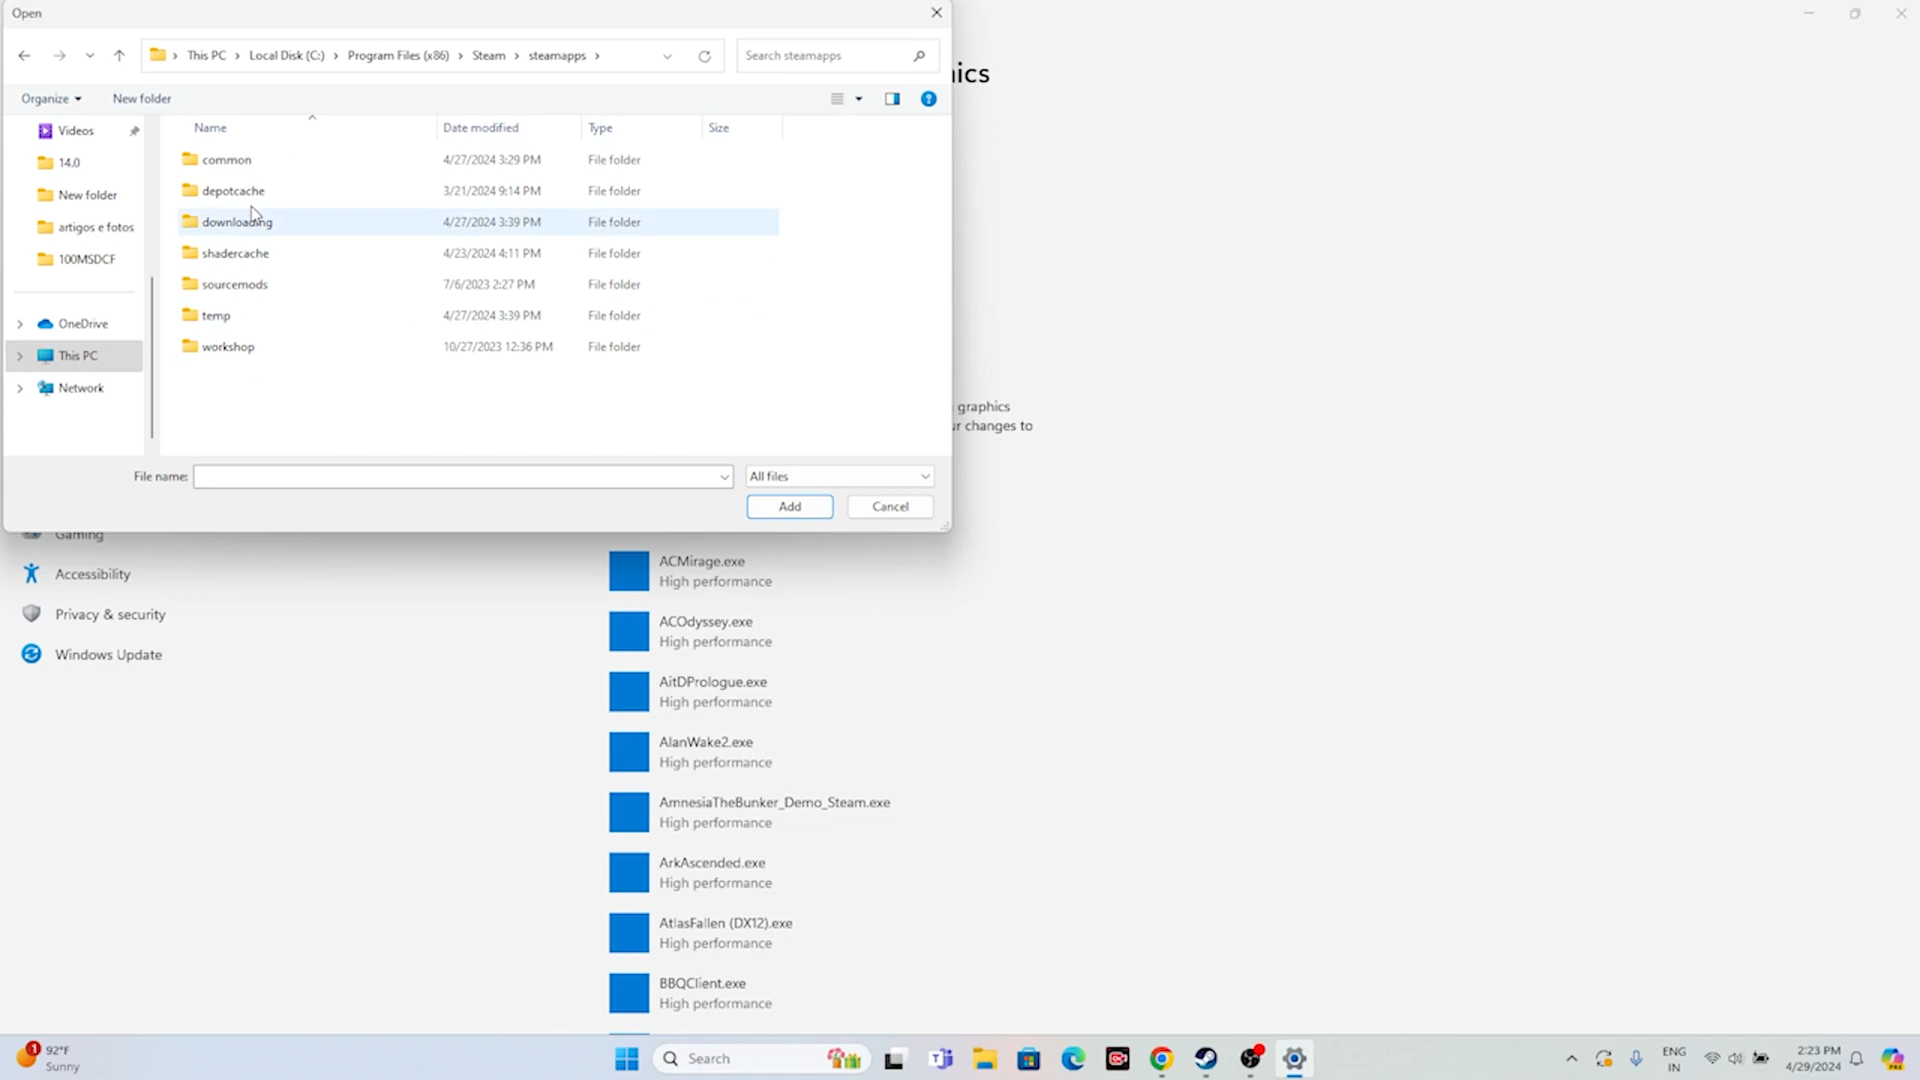 Open
This PC > Local Disk (C:) > Program Files (x86) > Steam > steamapps >
Search steamapps
ics
Organize
New folder
Name
Date modified
Type
Size
Videos
14.0
New folder
artigos e fotos
100MSDCF
OneDrive
This PC
Network
common 4/27/2024 3:29 PM File folder
depotcache 3/21/2024 9:14 PM File folder
downloading 4/27/2024 3:39 PM File folder
shadercache 4/23/2024 4:11 PM File folder
sourcemods 7/6/2023 2:27 PM File folder
temp 4/27/2024 3:39 PM File folder
workshop 10/27/2023 12:36 PM File folder
graphics
ur changes to
File name:
All files
Add
Cancel
Gaming
Accessibility
Privacy & security
Windows Update
ACMirage.exe
High performance
ACOdyssey.exe
High performance
AitDPrologue.exe
High performance
AlanWake2.exe
High performance
AmnesiaTheBunker_Demo_Steam.exe
High performance
ArkAscended.exe
High performance
AtlasFallen (DX12).exe
High performance
BBQClient.exe
High performance
1
92°F
Sunny
Search
ENG
IN
2:23 PM
4/29/2024